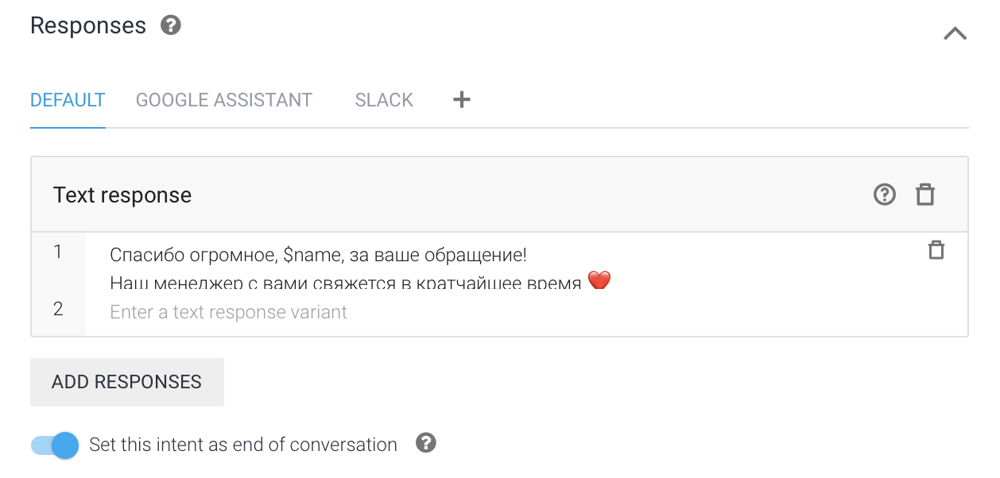 Responses
DEFAULT GOOGLE ASSISTANT SLACK +
Text response
1 Спасибо огромное, $name, за ваше обращение!
Наш менеджер с вами свяжется в кратчайшее время ❤️
2 Enter a text response variant
ADD RESPONSES
Set this intent as end of conversation